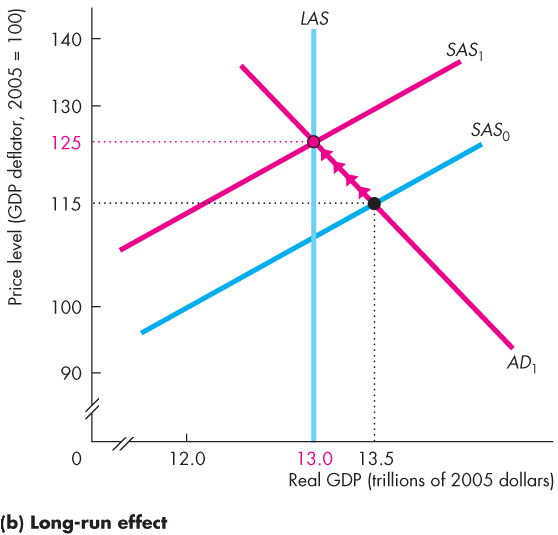 LAS
140
SAS1
130
SAS0
125
115
100
90
AD1
0
12.0
13.0
13.5
Price level (GDP deflator, 2005 = 100)
Real GDP (trillions of 2005 dollars)
(b) Long-run effect